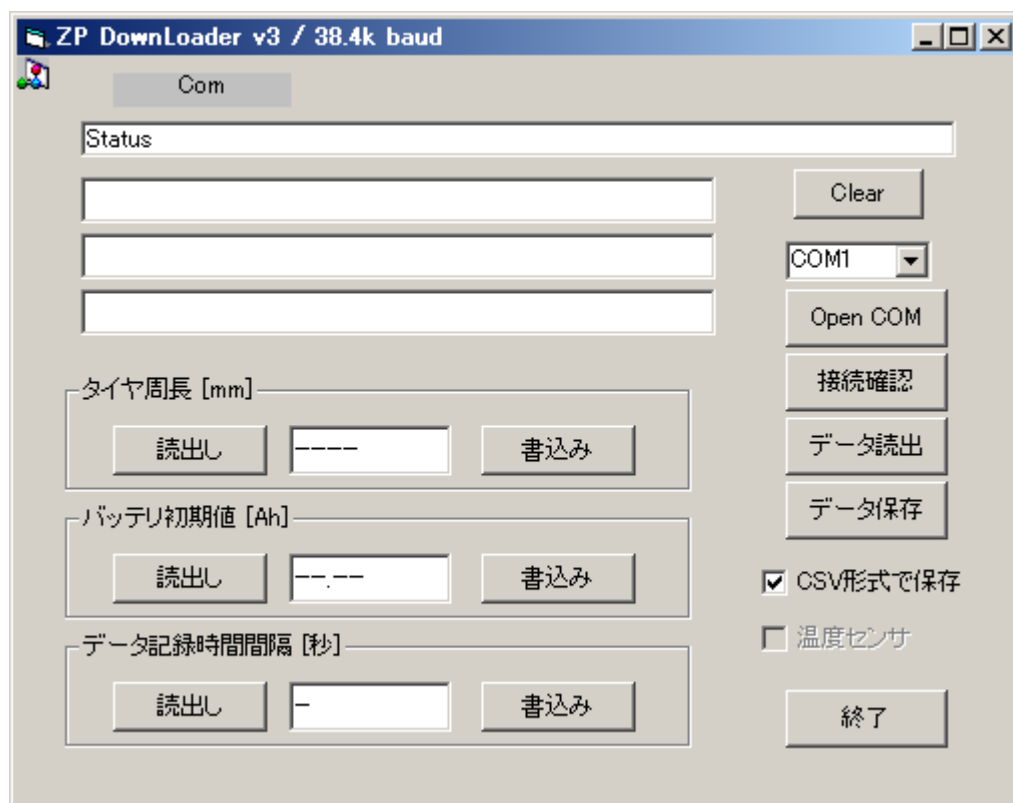 ZP DownLoader v3 / 38.4k baud
Com
Status
Clear
COM1
Open COM
接続確認
データ読出
データ保存
CSV形式で保存
温度センサ
終了
タイヤ周長 [mm]
読出し ---- 書込み
バッテリ初期値 [Ah]
読出し --.-- 書込み
データ記録時間間隔 [秒]
読出し - 書込み